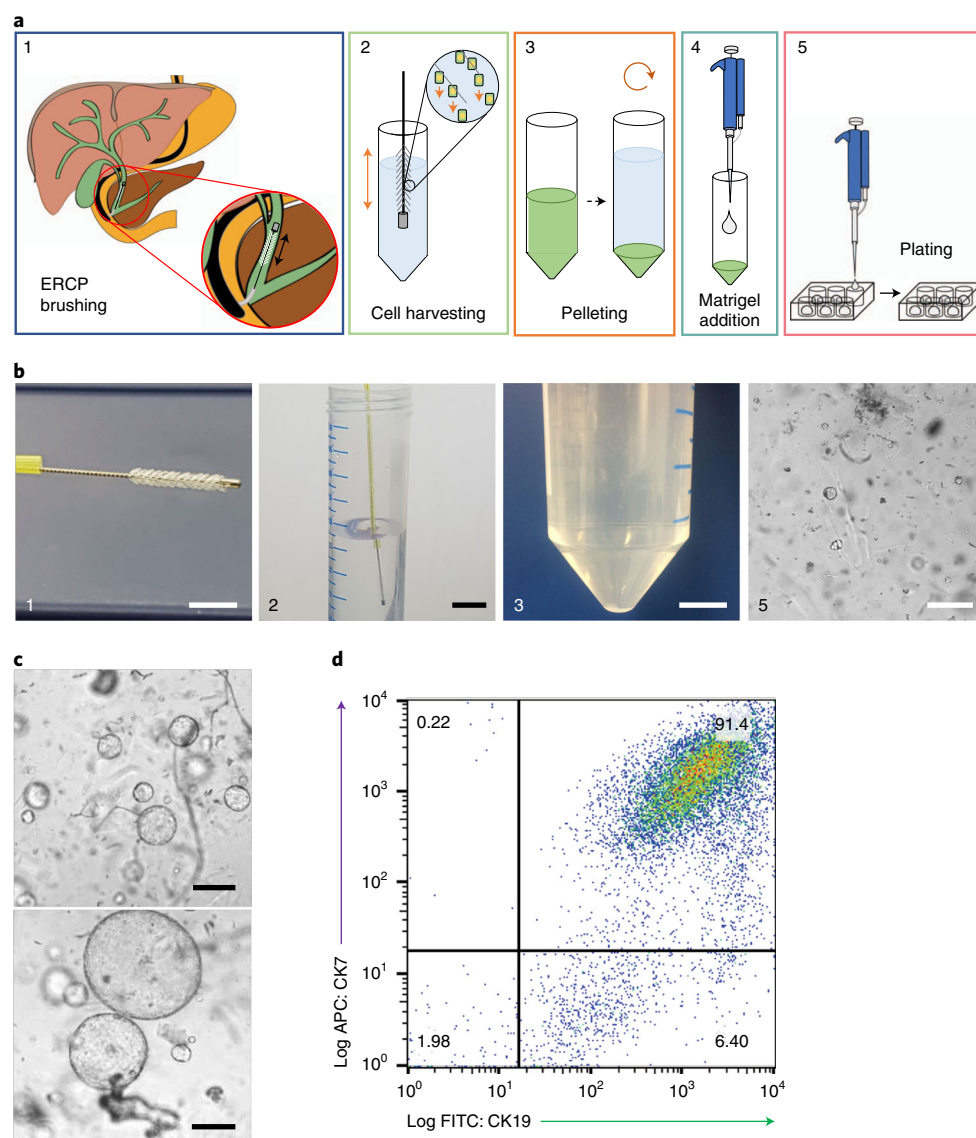 a
1
ERCP
brushing
2
Cell harvesting
3
Pelleting
4
Matrigel
addition
5
Plating
b
1
2
3
5
c
d
10⁴
10³
10²
10¹
10⁰
0.22
91.4
1.98
6.40
Log APC: CK7
10⁰
10¹
10²
10³
10⁴
Log FITC: CK19